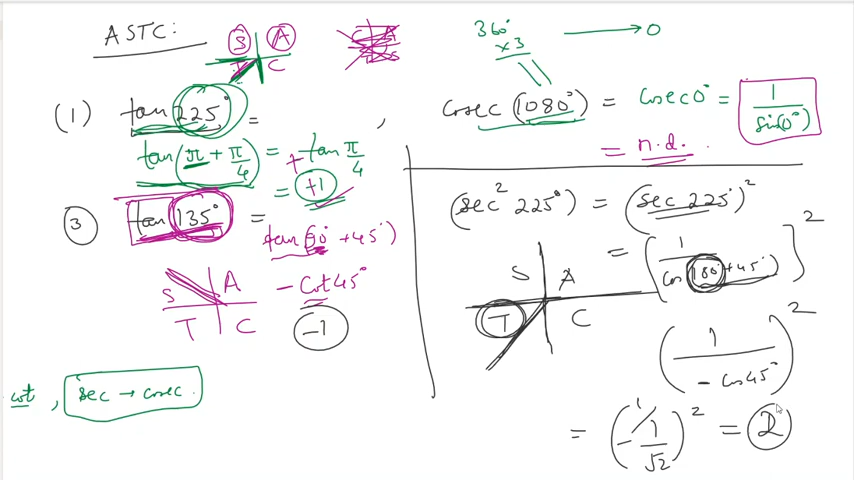 ASTC:
S A
T C
(1) tan 225° =
tan(π + π/4) = + tan π/4
= +1
③ tan 135° =
tan(90° + 45°)
- cot 45°
-1
S A
T C
cot, sec → cosec
360° → 0
×3
, cosec (1080°) = cosec 0° = 1/sin(0°)
= n.d.
(sec² 225°) = (sec 225°)²
= (1/cos(180° + 45°))²
S A
T C
(1/- cos 45°)²
= (1/-1/√2)² = 2